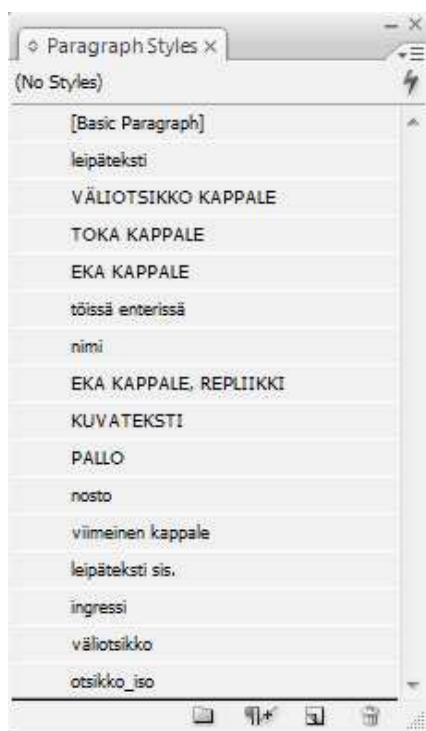 Paragraph Styles
(No Styles)
[Basic Paragraph]
leipäteksti
VÄLIOTSIKKO KAPPALE
TOKA KAPPALE
EKA KAPPALE
töissä enterissä
nimi
EKA KAPPALE, REPLIIKKI
KUVATEKSTI
PALLO
nosto
viimeinen kappale
leipäteksti sis.
ingressi
väliotsikko
otsikko_iso